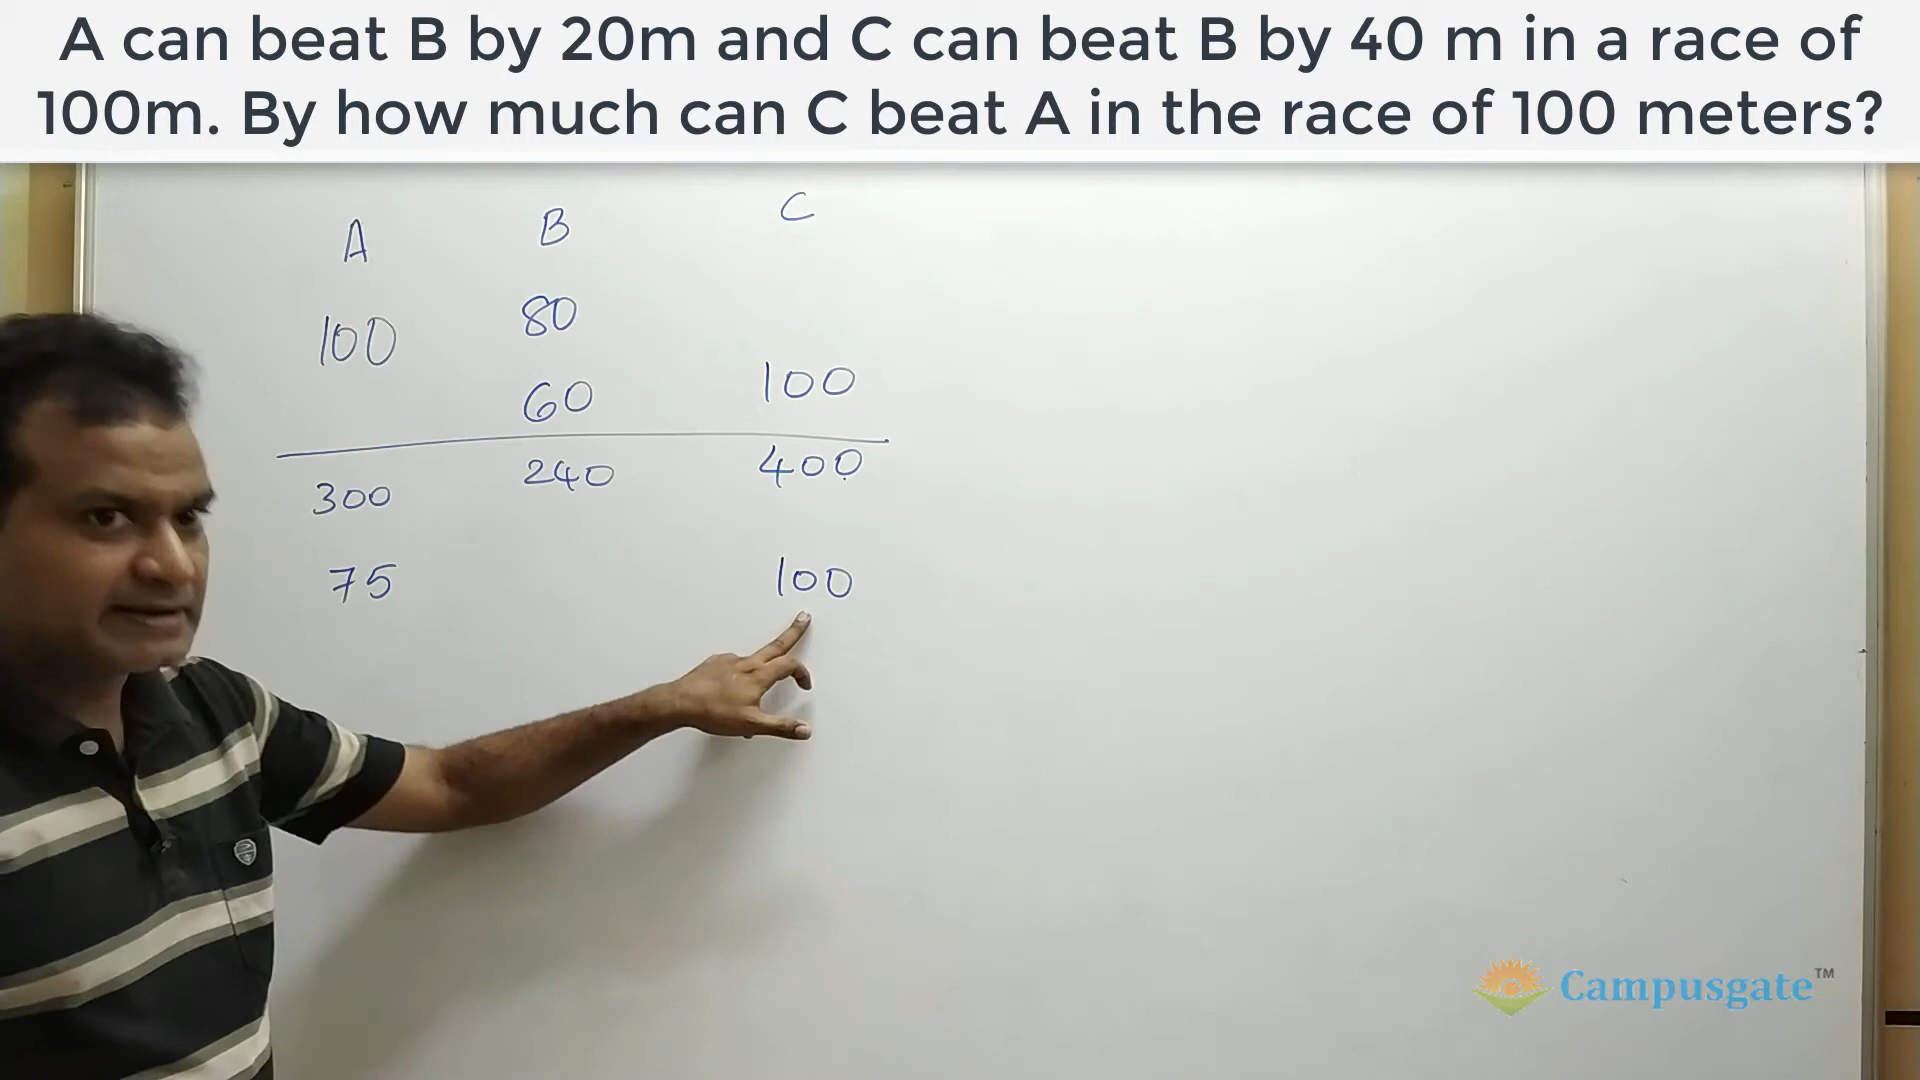 A can beat B by 20m and C can beat B by 40 m in a race of
100m. By how much can C beat A in the race of 100 meters?
A B C
100 80
60 100
300 240 400
75 100
Campusgate™